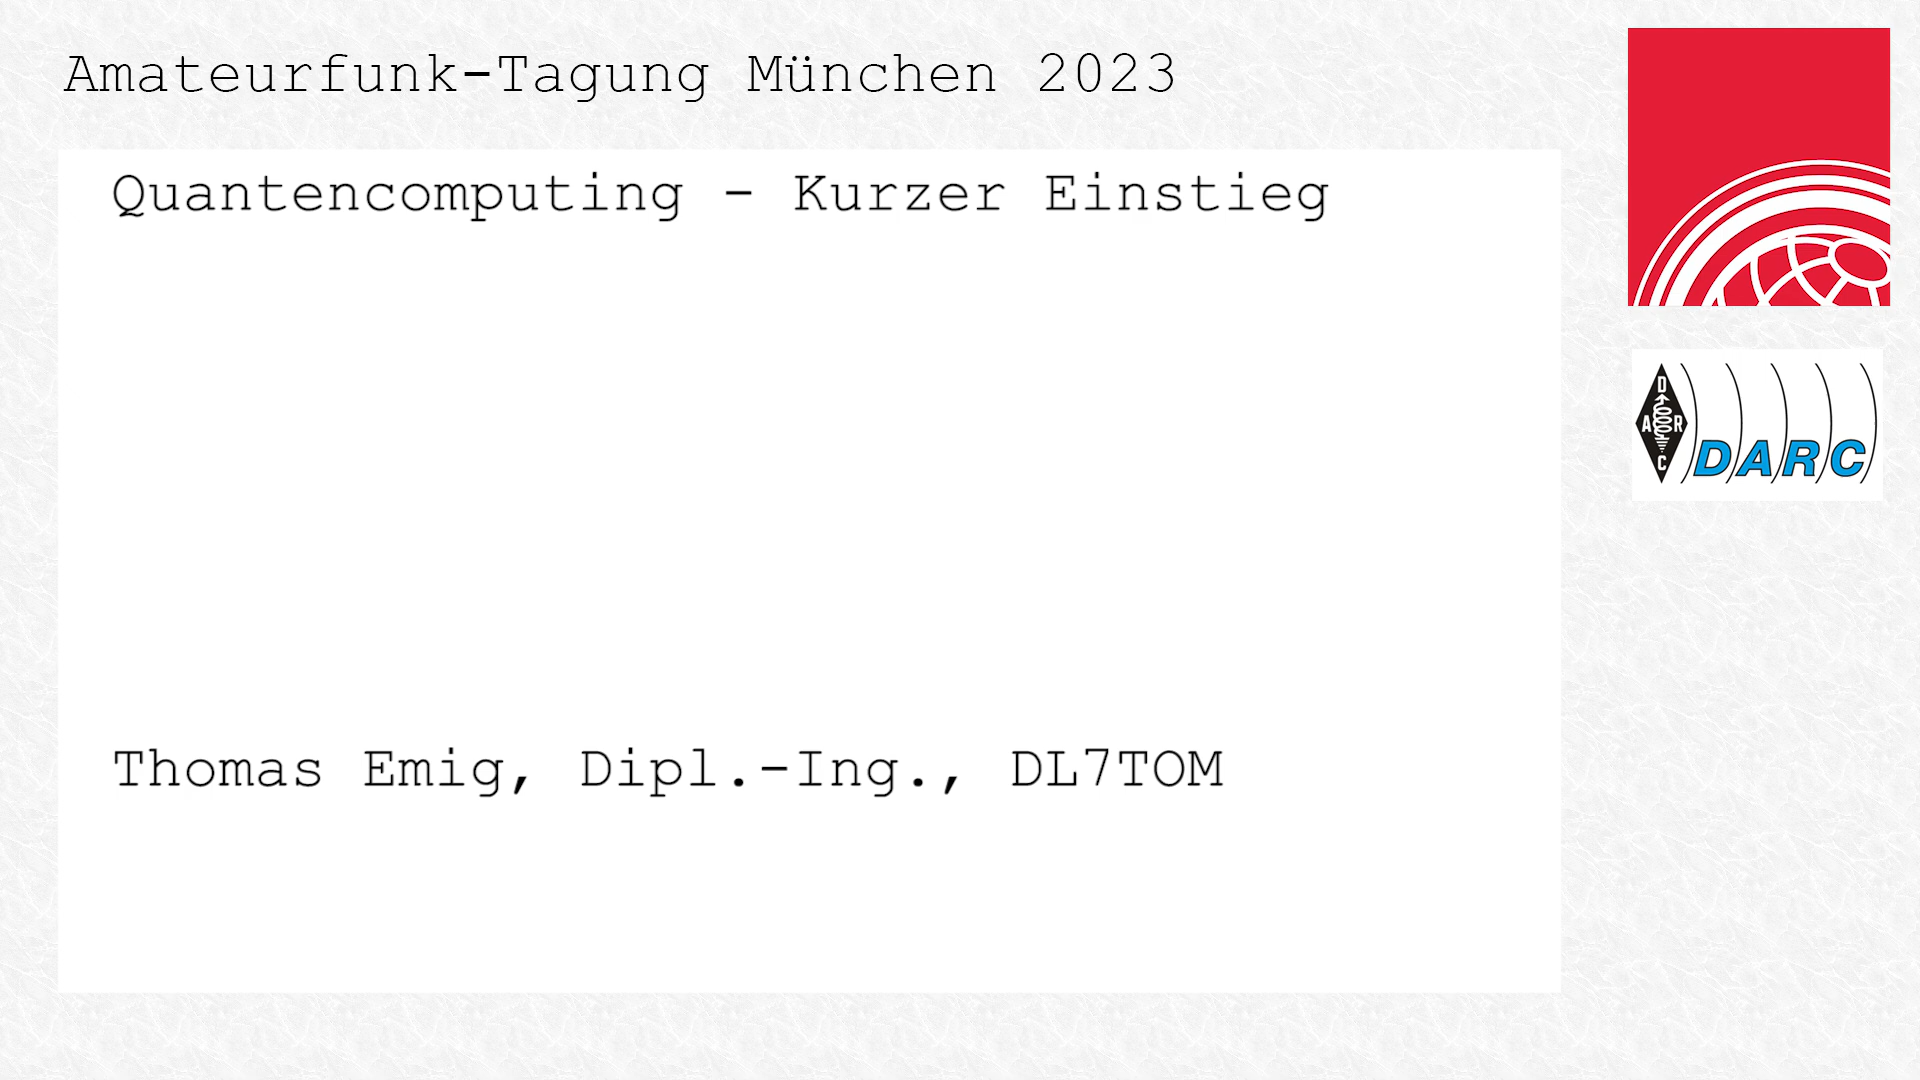 Amateurfunk-Tagung München 2023
Quantencomputing - Kurzer Einstieg
Thomas Emig, Dipl.-Ing., DL7TOM
D
A R
C
DARC